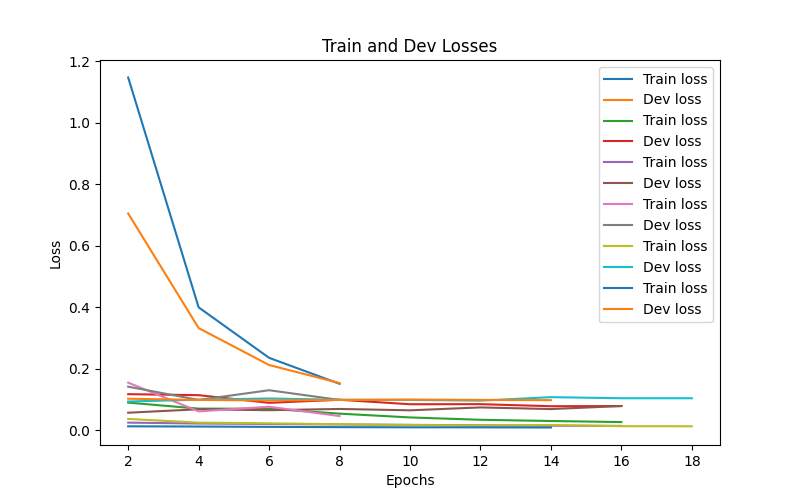 Train and Dev Losses
1.2
1.0
0.8
0.6
0.4
0.2
0.0
Loss
2 4 6 8 10 12 14 16 18
Epochs
Train loss
Dev loss
Train loss
Dev loss
Train loss
Dev loss
Train loss
Dev loss
Train loss
Dev loss
Train loss
Dev loss